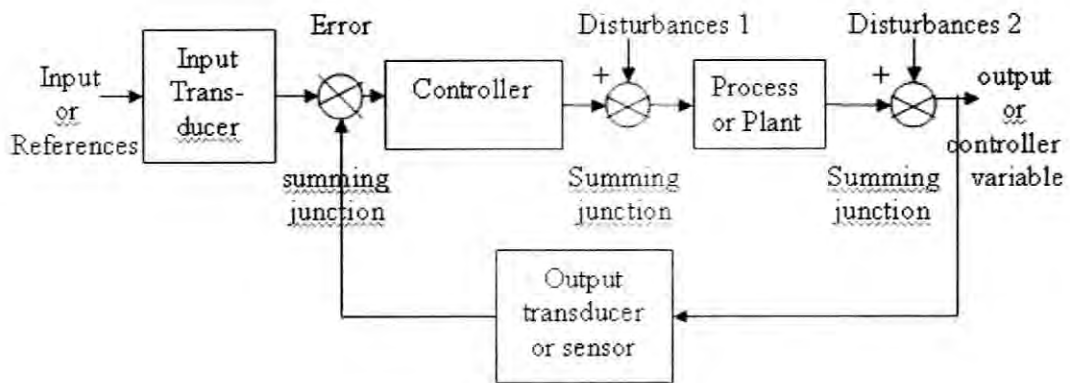 Error
Disturbances 1
Disturbances 2
Input
or
References
Input
Trans-
ducer
Controller
+
Process
or Plant
+
output
or
controller
variable
summing
junction
Summing
junction
Summing
junction
Output
transducer
or sensor